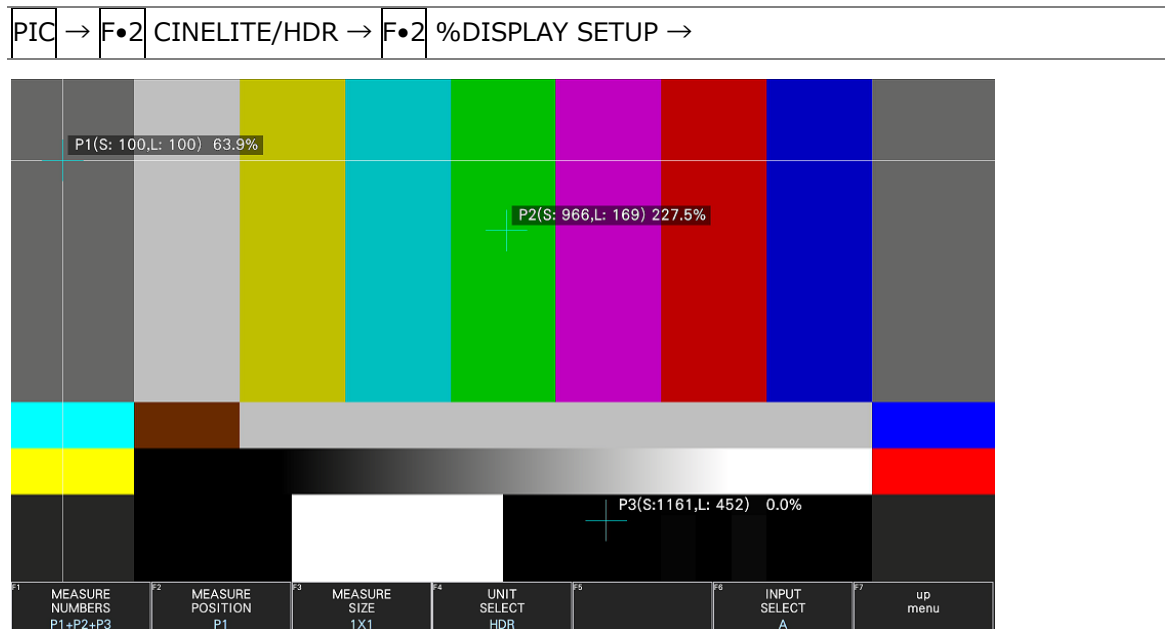 PIC → F•2 CINELITE/HDR → F•2 %DISPLAY SETUP →
P1(S: 100,L: 100) 63.9%
P2(S: 966,L: 169) 227.5%
P3(S:1161,L: 452) 0.0%
F1 MEASURE NUMBERS P1+P2+P3
F2 MEASURE POSITION P1
F3 MEASURE SIZE 1X1
F4 UNIT SELECT HDR
F5
F6 INPUT SELECT A
F7 up menu